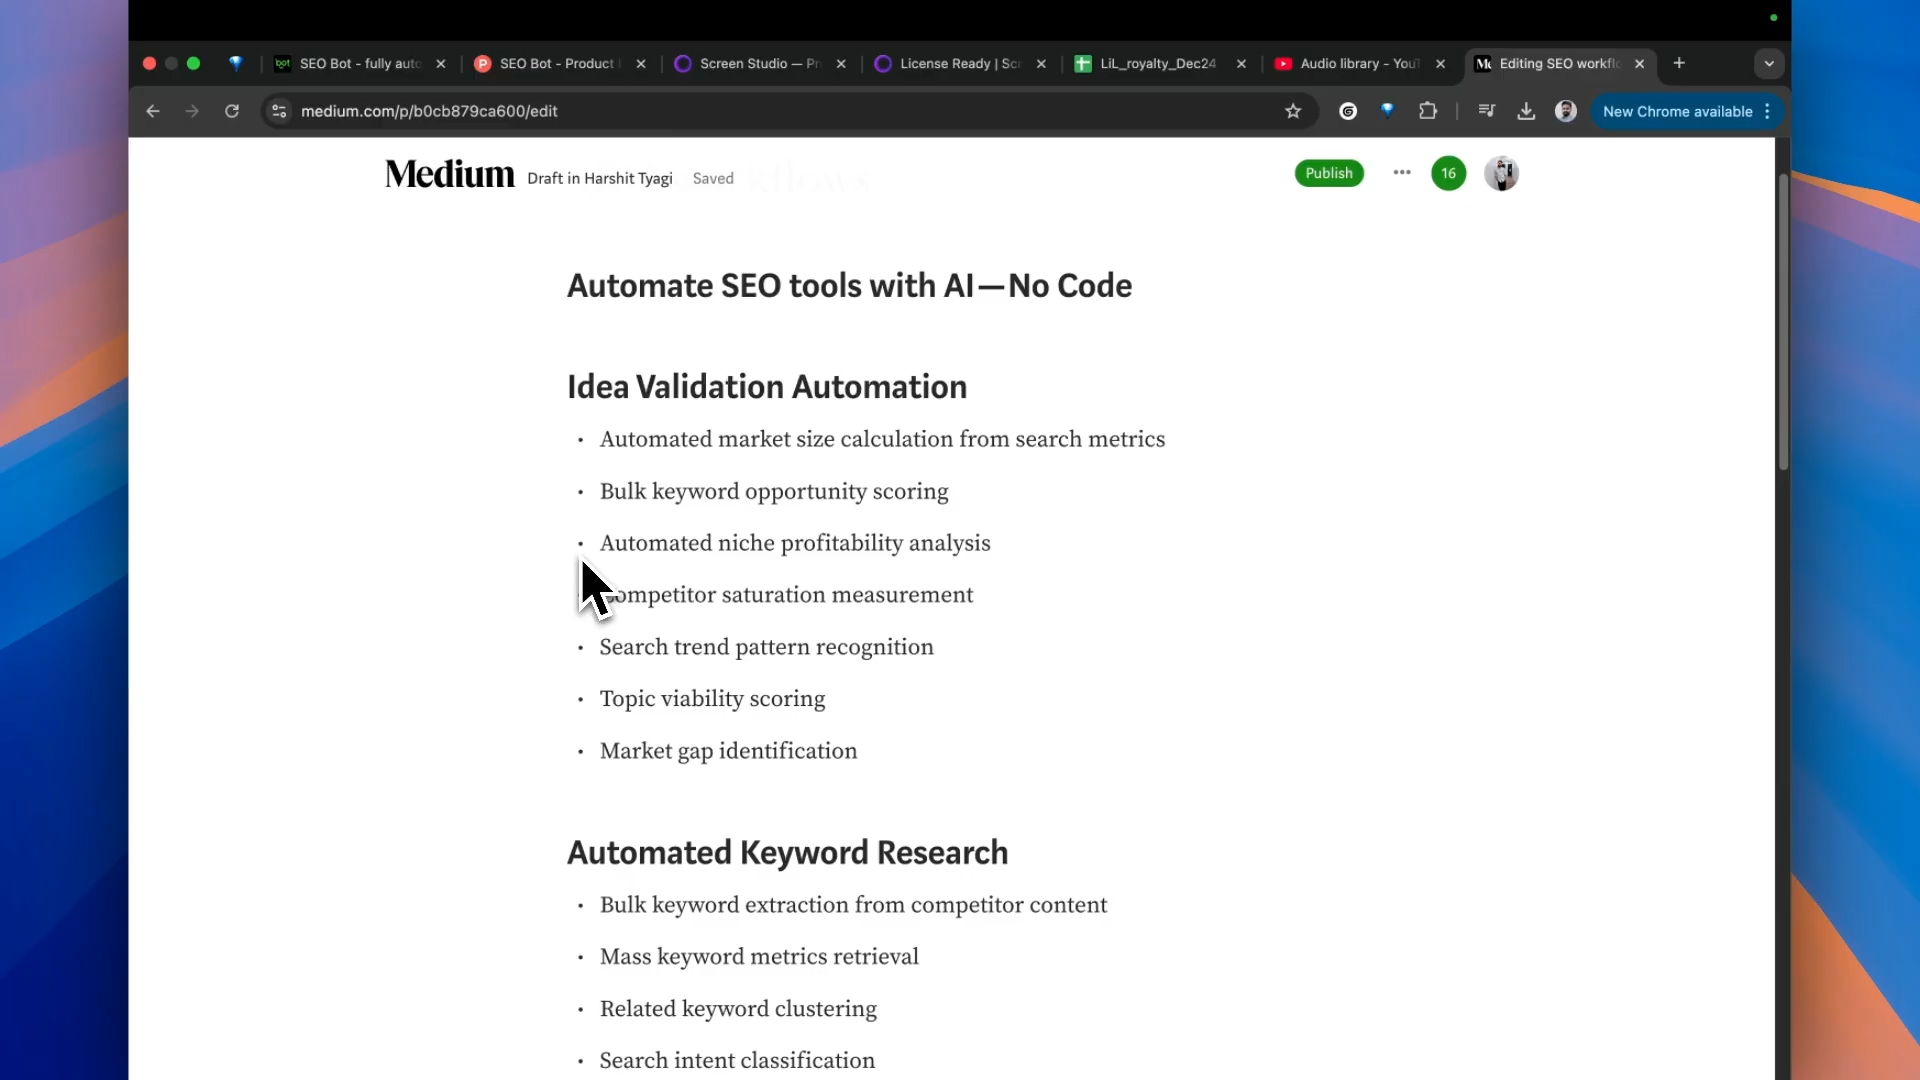 SEO Bot - fully auto
SEO Bot - Product
Screen Studio — Pr
License Ready | Scr
LiL_royalty_Dec24
Audio library - YouT
Editing SEO workflo
medium.com/p/b0cb879ca600/edit
New Chrome available
Medium
Draft in Harshit Tyagi
Saved
Publish
16
Automate SEO tools with AI — No Code
Idea Validation Automation
• Automated market size calculation from search metrics
• Bulk keyword opportunity scoring
• Automated niche profitability analysis
Competitor saturation measurement
• Search trend pattern recognition
• Topic viability scoring
• Market gap identification
Automated Keyword Research
• Bulk keyword extraction from competitor content
• Mass keyword metrics retrieval
• Related keyword clustering
• Search intent classification